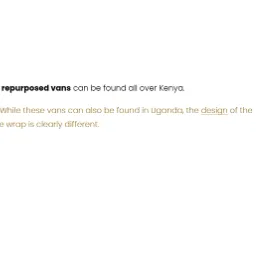 repurposed vans can be found all over Kenya.
While these vans can also be found in Uganda, the design of the
e wrap is clearly different.